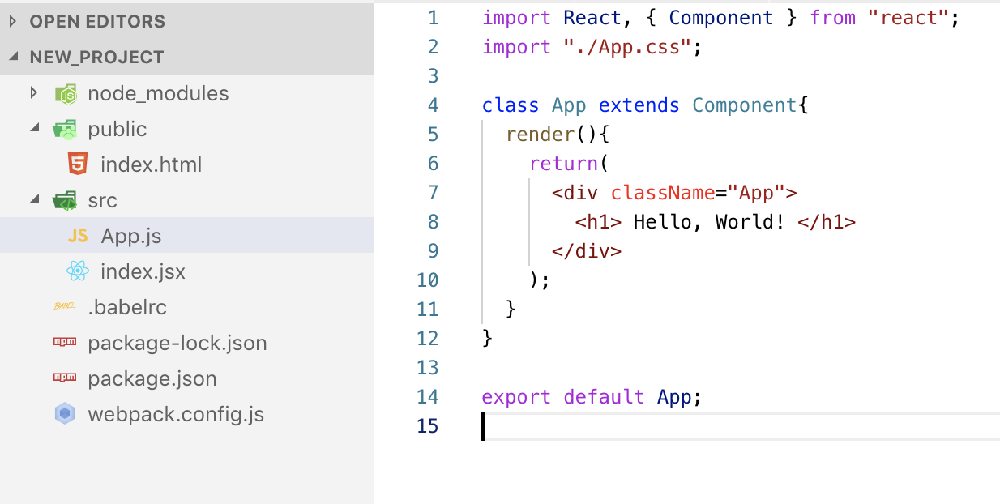 OPEN EDITORS
NEW_PROJECT
node_modules
public
index.html
src
JS App.js
index.jsx
BABEL .babelrc
package-lock.json
package.json
webpack.config.js
1 import React, { Component } from "react";
2 import "./App.css";
3
4 class App extends Component{
5   render(){
6     return(
7       <div className="App">
8         <h1> Hello, World! </h1>
9       </div>
10     );
11   }
12 }
13
14 export default App;
15